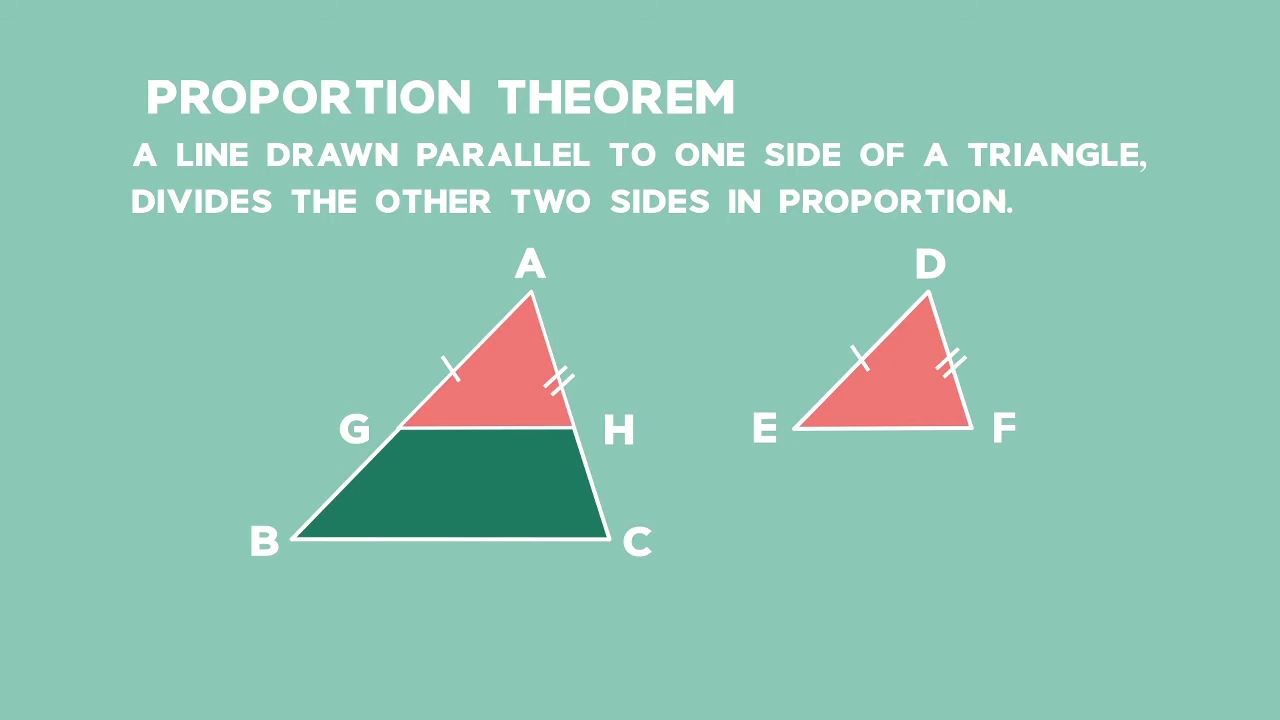 PROPORTION THEOREM
A LINE DRAWN PARALLEL TO ONE SIDE OF A TRIANGLE,
DIVIDES THE OTHER TWO SIDES IN PROPORTION.
A D
G H E F
B C